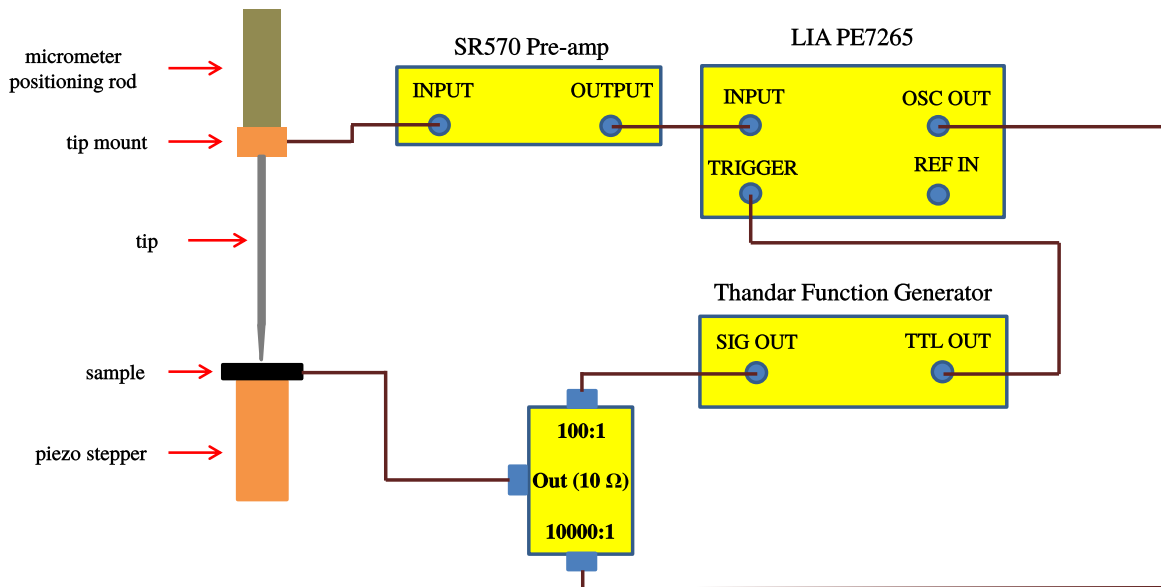 micrometer
positioning rod
tip mount
tip
sample
piezo stepper
SR570 Pre-amp
INPUT
OUTPUT
LIA PE7265
INPUT
OSC OUT
TRIGGER
REF IN
Thandar Function Generator
SIG OUT
TTL OUT
100:1
Out (10 Ω)
10000:1